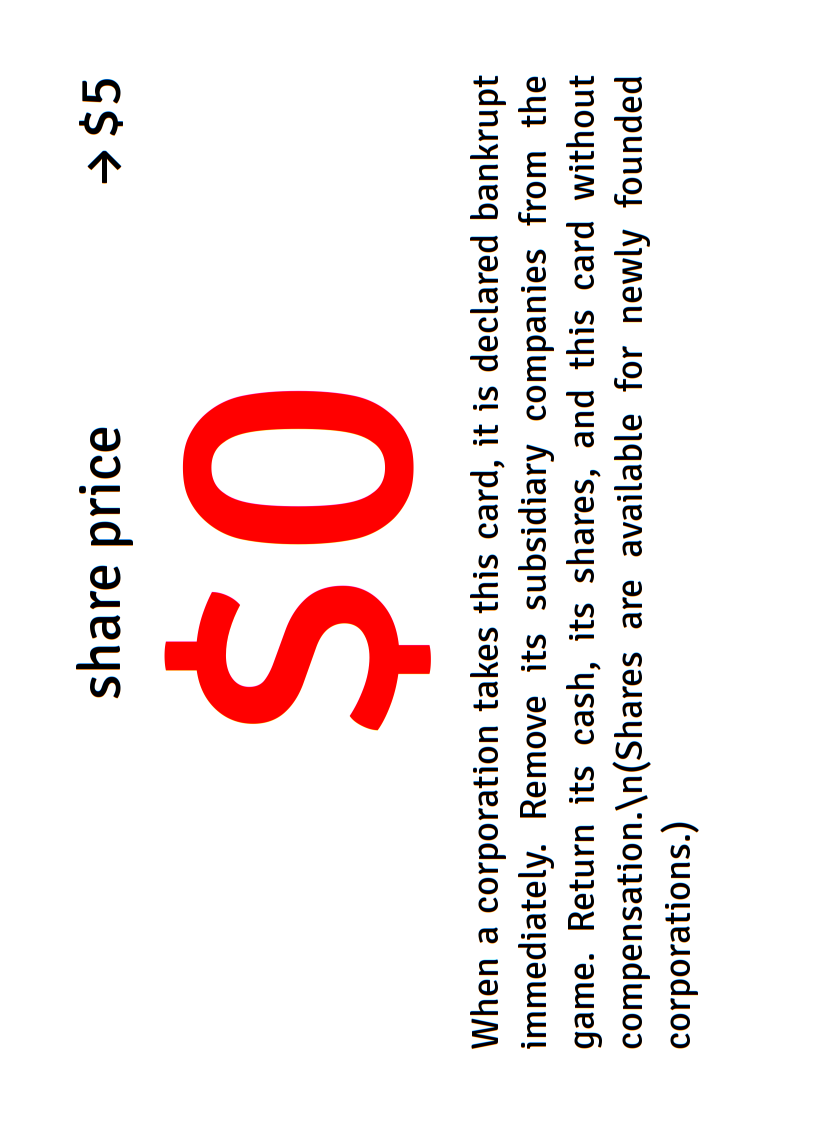 share price → $5
$0
When a corporation takes this card, it is declared bankrupt
immediately. Remove its subsidiary companies from the
game. Return its cash, its shares, and this card without
compensation.\n(Shares are available for newly founded
corporations.)